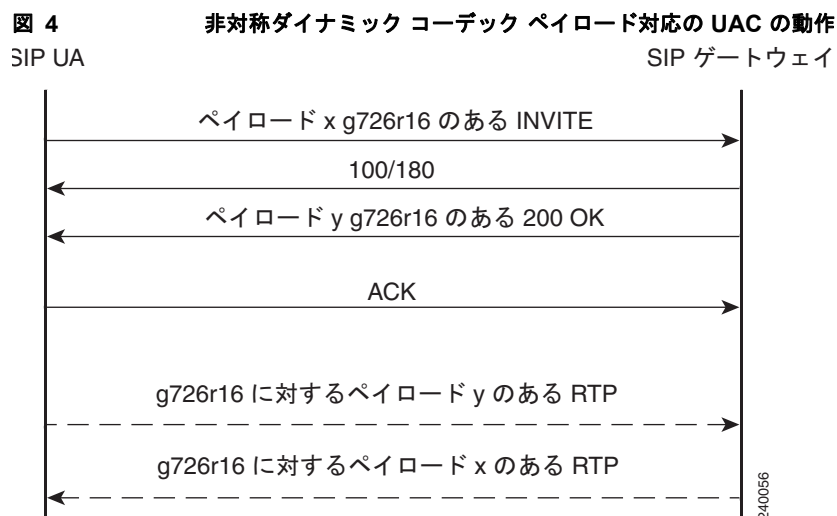 図 4 非対称ダイナミック コーデック ペイロード対応の UAC の動作
SIP UA SIP ゲートウェイ
ペイロード x g726r16 のある INVITE
100/180
ペイロード y g726r16 のある 200 OK
ACK
g726r16 に対するペイロード y のある RTP
g726r16 に対するペイロード x のある RTP
240056